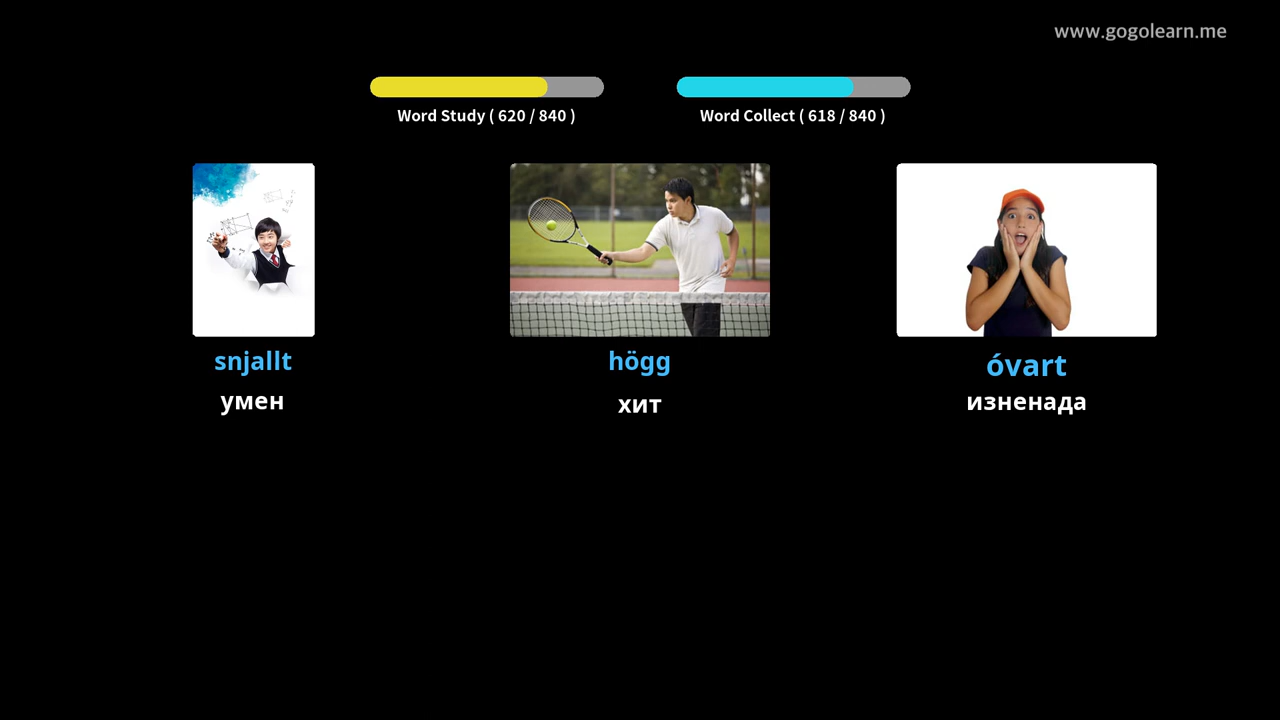 www.gogolearn.me
Word Study ( 620 / 840 )
Word Collect ( 618 / 840 )
snjallt
умен
högg
хит
óvart
изненада